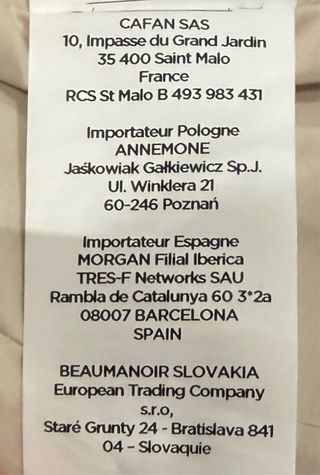 CAFAN SAS
10, Impasse du Grand Jardin
35 400 Saint Malo
France
RCS St Malo B 493 983 431
Importateur Pologne
ANNEMONE
Jaśkowiak Gałkiewicz Sp.J.
Ul. Winklera 21
60-246 Poznań
Importateur Espagne
MORGAN Filial Iberica
TRES-F Networks SAU
Rambla de Catalunya 60 3°2a
08007 BARCELONA
SPAIN
BEAUMANOIR SLOVAKIA
European Trading Company
s.r.o,
Staré Grunty 24 - Bratislava 841
04 – Slovaquie